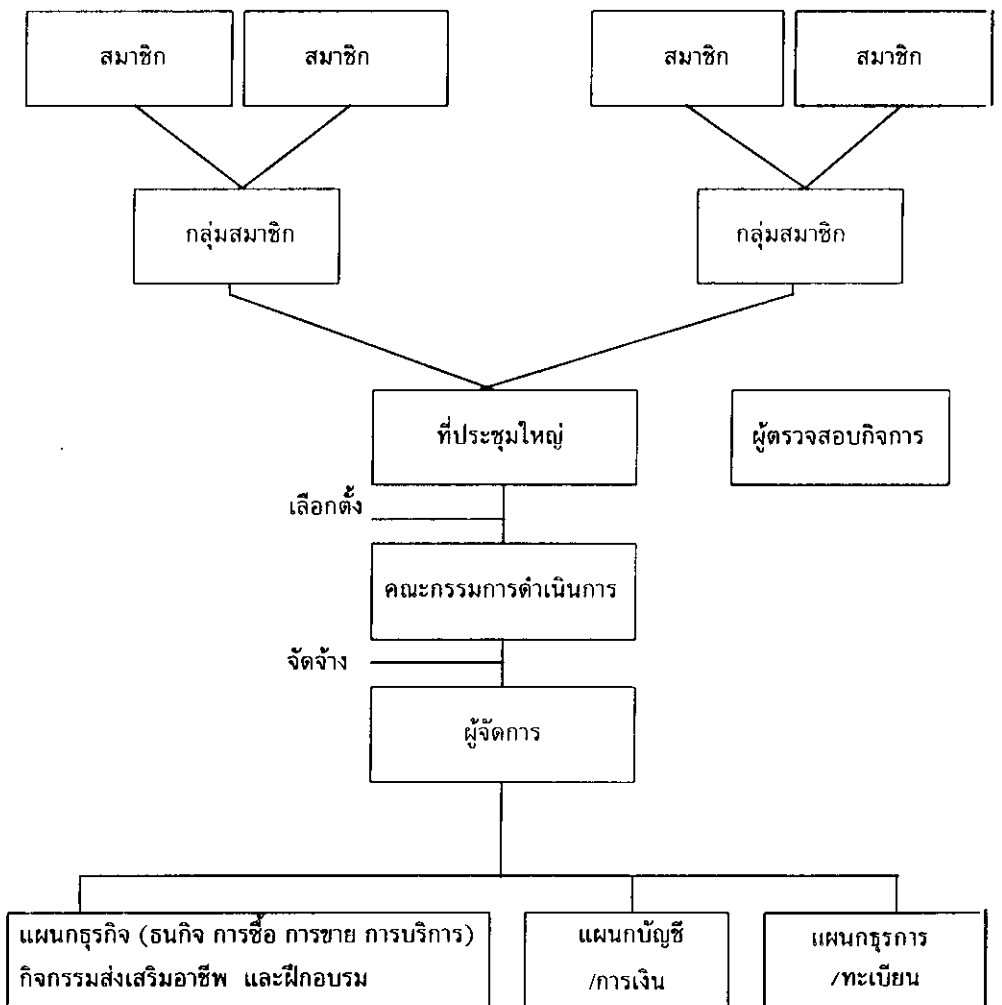 สมาชิก
สมาชิก
สมาชิก
สมาชิก
กลุ่มสมาชิก
กลุ่มสมาชิก
ที่ประชุมใหญ่
ผู้ตรวจสอบกิจการ
เลือกตั้ง
คณะกรรมการดำเนินการ
จัดจ้าง
ผู้จัดการ
แผนกธุรกิจ (ธนกิจ การซื้อ การขาย การบริการ)
กิจกรรมส่งเสริมอาชีพ และฝึกอบรม
แผนกบัญชี
/การเงิน
แผนกธุรการ
/ทะเบียน